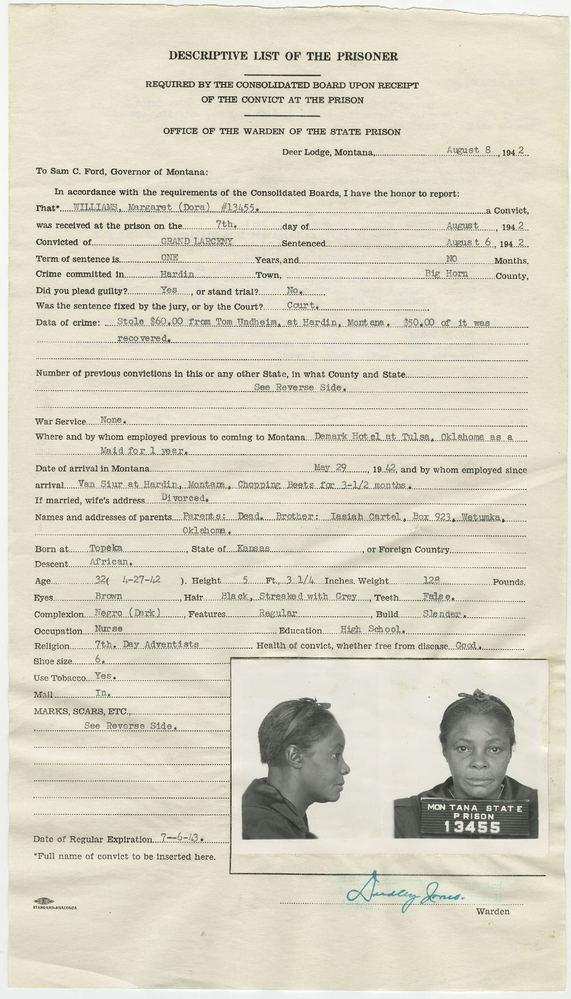 DESCRIPTIVE LIST OF THE PRISONER
REQUIRED BY THE CONSOLIDATED BOARD UPON RECEIPT
OF THE CONVICT AT THE PRISON
OFFICE OF THE WARDEN OF THE STATE PRISON
Deer Lodge, Montana, August 8, 1942.
To Sam C. Ford, Governor of Montana:
In accordance with the requirements of the Consolidated Boards, I have the honor to report:
That* WILLIAMS, Margaret (Dora) #13455. a Convict,
was received at the prison on the 7th. day of August, 1942
Convicted of GRAND LARCENY Sentenced August 6, 1942
Term of sentence is ONE Years, and NO Months.
Crime committed in Hardin Town, Big Horn County,
Did you plead guilty? Yes, or stand trial? No.
Was the sentence fixed by the jury, or by the Court? Court.
Data of crime: Stole $60.00 from Tom Undheim, at Hardin, Montana. $50.00 of it was
recovered.
Number of previous convictions in this or any other State, in what County and State
See Reverse Side.
War Service None.
Where and by whom employed previous to coming to Montana Demark Hotel at Tulsa, Oklahoma as a
Maid for 1 year.
Date of arrival in Montana May 29, 1942, and by whom employed since
arrival Van Siur at Hardin, Montana, Chopping Beets for 3-1/2 months.
If married, wife's address Divorced.
Names and addresses of parents Parents: Dead. Brother: Iasiah Cartel, Box 923, Wetumka,
Oklahoma.
Born at Topeka, State of Kansas, or Foreign Country
Descent African.
Age 32( 4-27-42 ). Height 5 Ft., 3 1/4 Inches. Weight 128 Pounds.
Eyes Brown, Hair Black, Streaked with Grey, Teeth False.
Complexion Negro (Dark), Features Regular, Build Slender.
Occupation Nurse Education High School.
Religion 7th. Day Adventists Health of convict, whether free from disease Good.
Shoe size 6.
Use Tobacco Yes.
Mail In.
MARKS, SCARS, ETC.,
See Reverse Side.
MONTANA STATE
PRISON
13455
Date of Regular Expiration 7--6-43.
*Full name of convict to be inserted here.
Dudley Jones.
Warden
STANDARD-ANACONDA